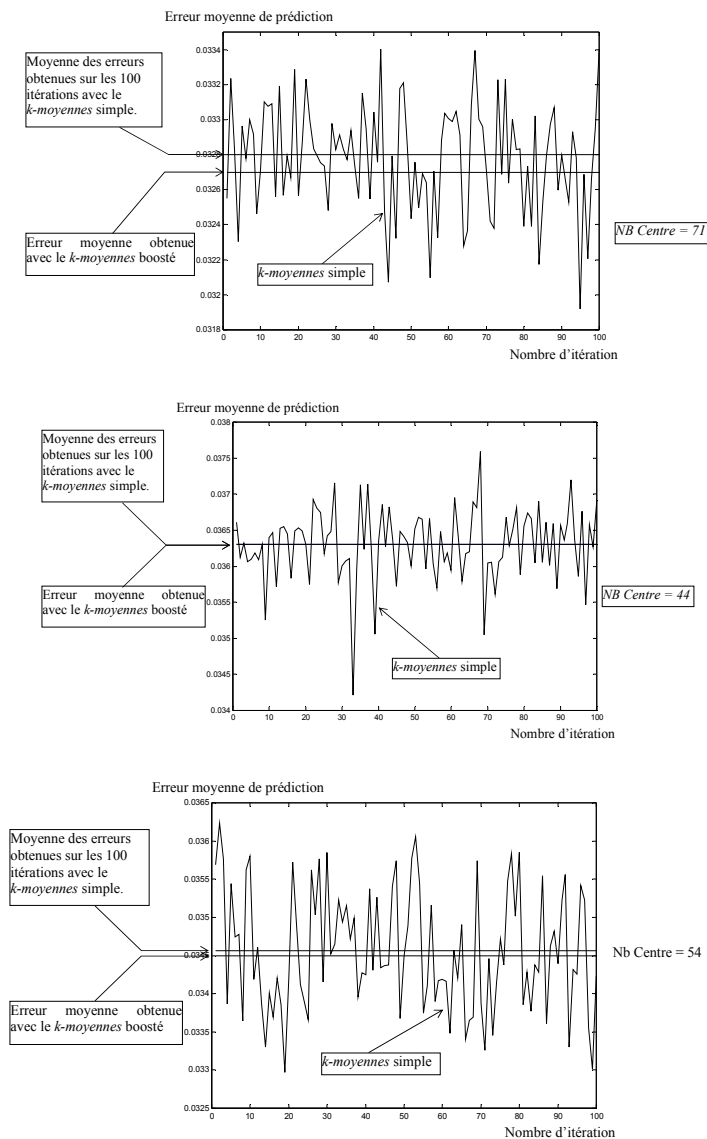 Erreur moyenne de prédiction
Moyenne des erreurs
obtenues sur les 100
itérations avec le
k-moyennes simple.
Erreur moyenne obtenue
avec le k-moyennes boosté
0.0334
0.0332
0.033
0.0328
0.0326
0.0324
0.0322
0.032
0.0318
k-moyennes simple
NB Centre = 71
0 10 20 30 40 50 60 70 80 90 100
Nombre d'itération
Erreur moyenne de prédiction
Moyenne des erreurs
obtenues sur les 100
itérations avec le
k-moyennes simple.
Erreur moyenne obtenue
avec le k-moyennes boosté
0.038
0.0375
0.037
0.0365
0.036
0.0355
0.035
0.0345
0.034
k-moyennes simple
NB Centre = 44
0 10 20 30 40 50 60 70 80 90 100
Nombre d'itération
Erreur moyenne de prédiction
Moyenne des erreurs
obtenues sur les 100
itérations avec le
k-moyennes simple.
Erreur moyenne obtenue
avec le k-moyennes boosté
0.0365
0.036
0.0355
0.035
0.0345
0.034
0.0335
0.033
0.0325
k-moyennes simple
Nb Centre = 54
0 10 20 30 40 50 60 70 80 90 100
Nombre d'itération